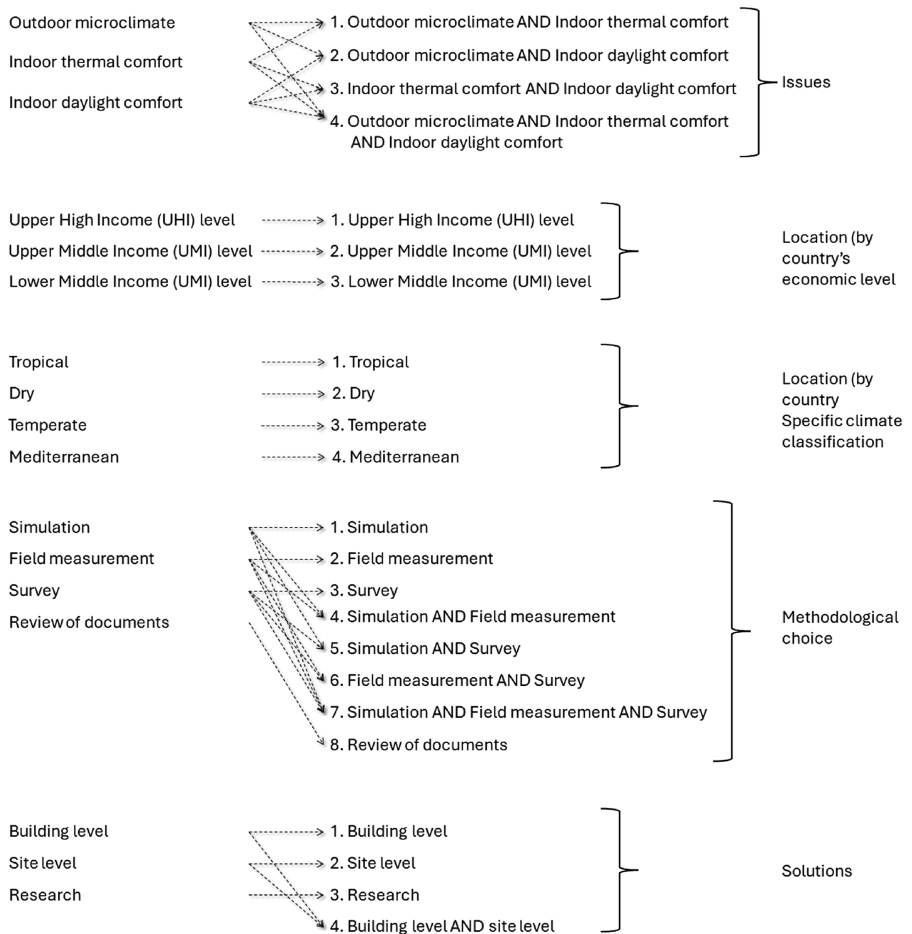 Outdoor microclimate
Indoor thermal comfort
Indoor daylight comfort
1. Outdoor microclimate AND Indoor thermal comfort
2. Outdoor microclimate AND Indoor daylight comfort
3. Indoor thermal comfort AND Indoor daylight comfort
4. Outdoor microclimate AND Indoor thermal comfort
AND Indoor daylight comfort
Issues
Upper High Income (UHI) level
Upper Middle Income (UMI) level
Lower Middle Income (UMI) level
1. Upper High Income (UHI) level
2. Upper Middle Income (UMI) level
3. Lower Middle Income (UMI) level
Location (by
country's
economic level
Tropical
Dry
Temperate
Mediterranean
1. Tropical
2. Dry
3. Temperate
4. Mediterranean
Location (by
country
Specific climate
classification
Simulation
Field measurement
Survey
Review of documents
1. Simulation
2. Field measurement
3. Survey
4. Simulation AND Field measurement
5. Simulation AND Survey
6. Field measurement AND Survey
7. Simulation AND Field measurement AND Survey
8. Review of documents
Methodological
choice
Building level
Site level
Research
1. Building level
2. Site level
3. Research
4. Building level AND site level
Solutions